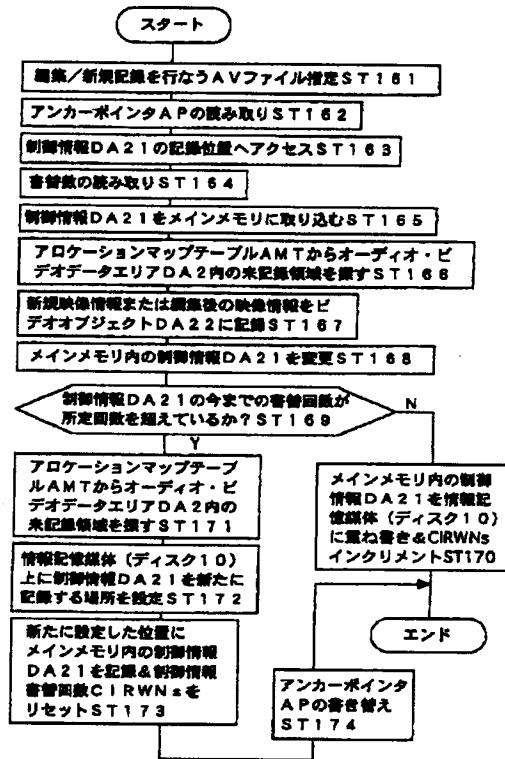 スタート
編集／新規記録を行なうＡＶファイル指定ＳＴ１６１
アンカーポインタＡＰの読み取りＳＴ１６２
制御情報ＤＡ２１の記録位置へアクセスＳＴ１６３
書替数の読み取りＳＴ１６４
制御情報ＤＡ２１をメインメモリに取り込むＳＴ１６５
アロケーションマップテーブルＡＭＴからオーディオ・ビ
デオデータエリアＤＡ２内の未記録領域を探すＳＴ１６６
新規映像情報または編集後の映像情報をビ
デオオブジェクトＤＡ２２に記録ＳＴ１６７
メインメモリ内の制御情報ＤＡ２１を変更ＳＴ１６８
制御情報ＤＡ２１の今までの書替回数が
所定回数を超えているか？ＳＴ１６９
N
Y
アロケーションマップテーブ
ルＡＭＴからオーディオ・ビ
デオデータエリアＤＡ２内の
未記録領域を探すＳＴ１７１
メインメモリ内の制御
情報ＤＡ２１を情報記
憶媒体（ディスク１０）
に重ね書き&CIRWNs
インクリメントST170
情報記憶媒体（ディスク１０）
上に制御情報ＤＡ２１を新たに
記録する場所を設定ＳＴ１７２
エンド
新たに設定した位置に
メインメモリ内の制御情報
ＤＡ２１を記録&制御情報
書替回数ＣＩＲＷＮｓを
リセットＳＴ１７３
アンカーポインタ
ＡＰの書き替え
ＳＴ１７４